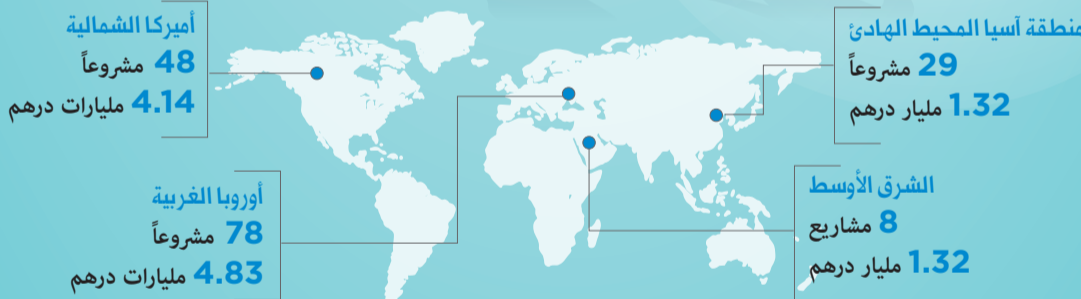 منطقة آسيا المحيط الهادئ
29 مشروعاً
1.32 مليار درهم
أميركا الشمالية
48 مشروعاً
4.14 مليارات درهم
الشرق الأوسط
8 مشاريع
1.32 مليار درهم
أوروبا الغربية
78 مشروعاً
4.83 مليارات درهم